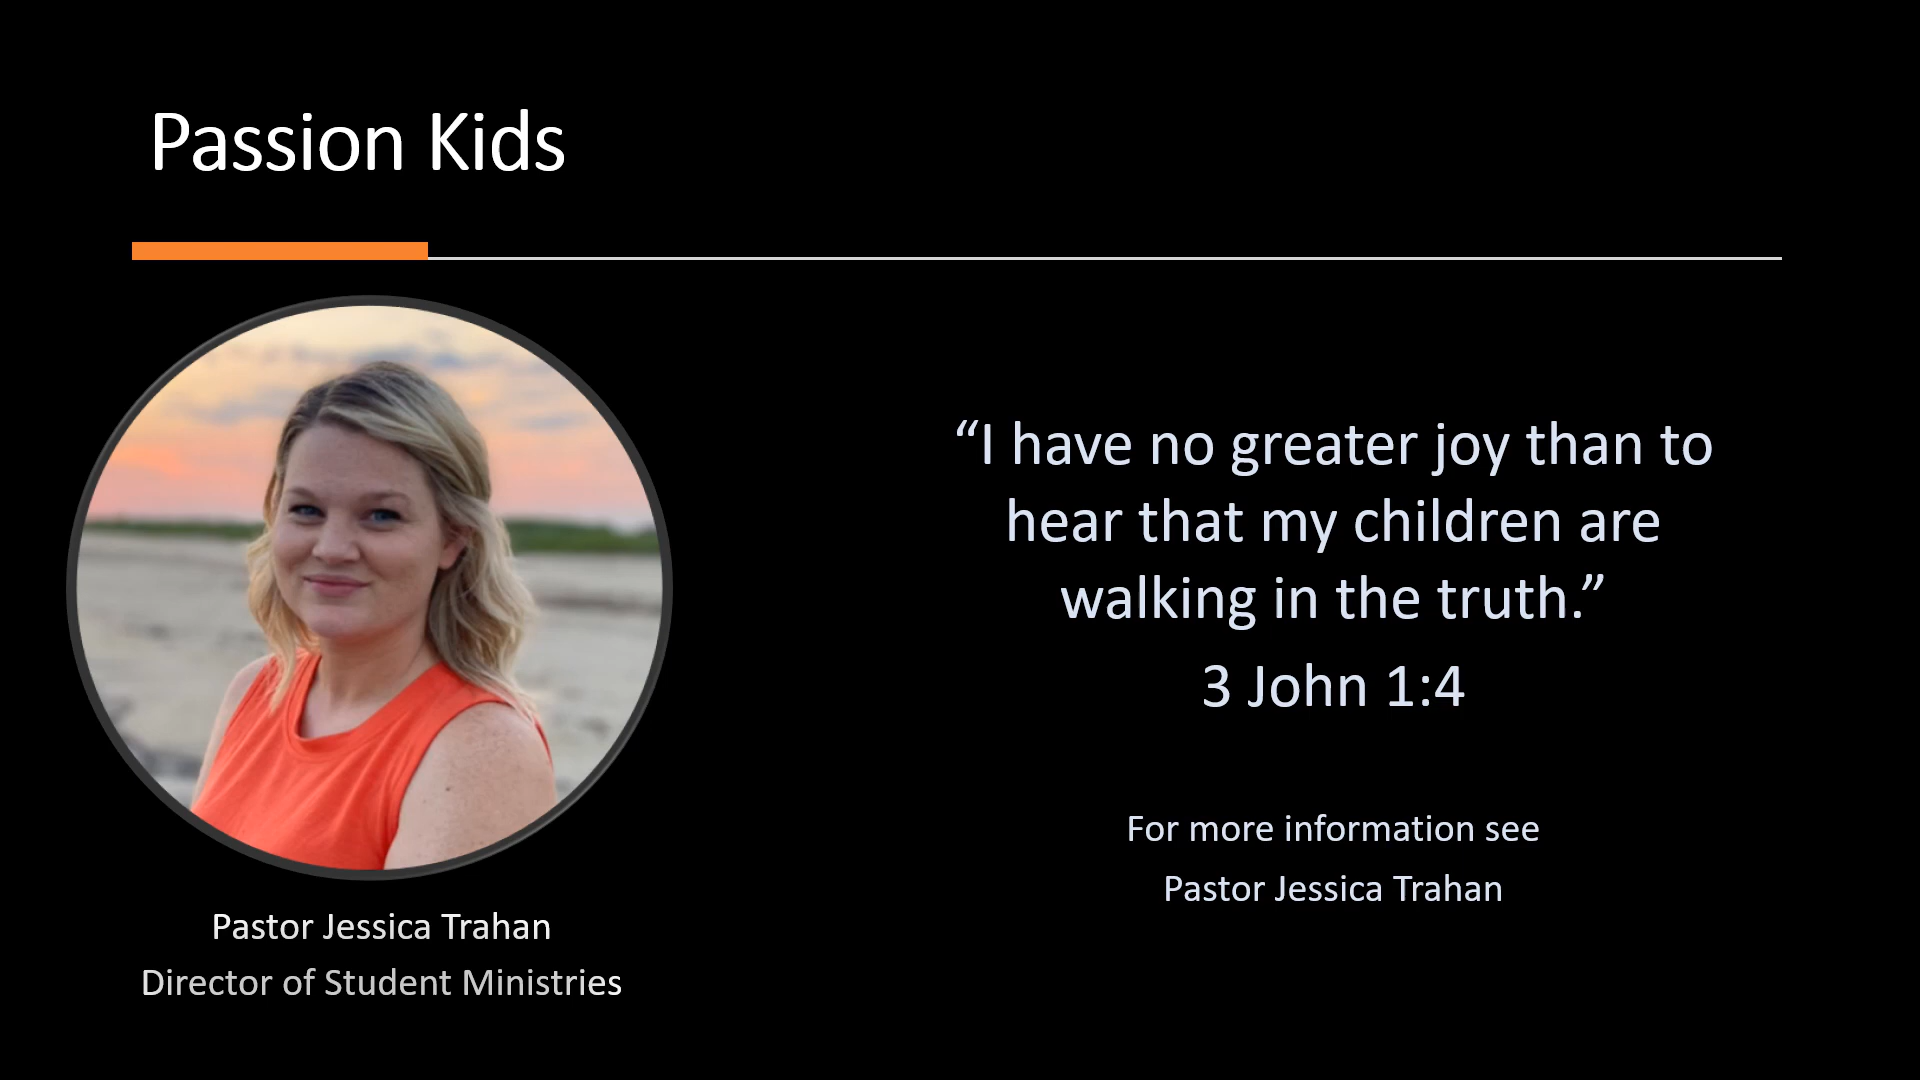 Passion Kids
“I have no greater joy than to
hear that my children are
walking in the truth.”
3 John 1:4
For more information see
Pastor Jessica Trahan
Pastor Jessica Trahan
Director of Student Ministries